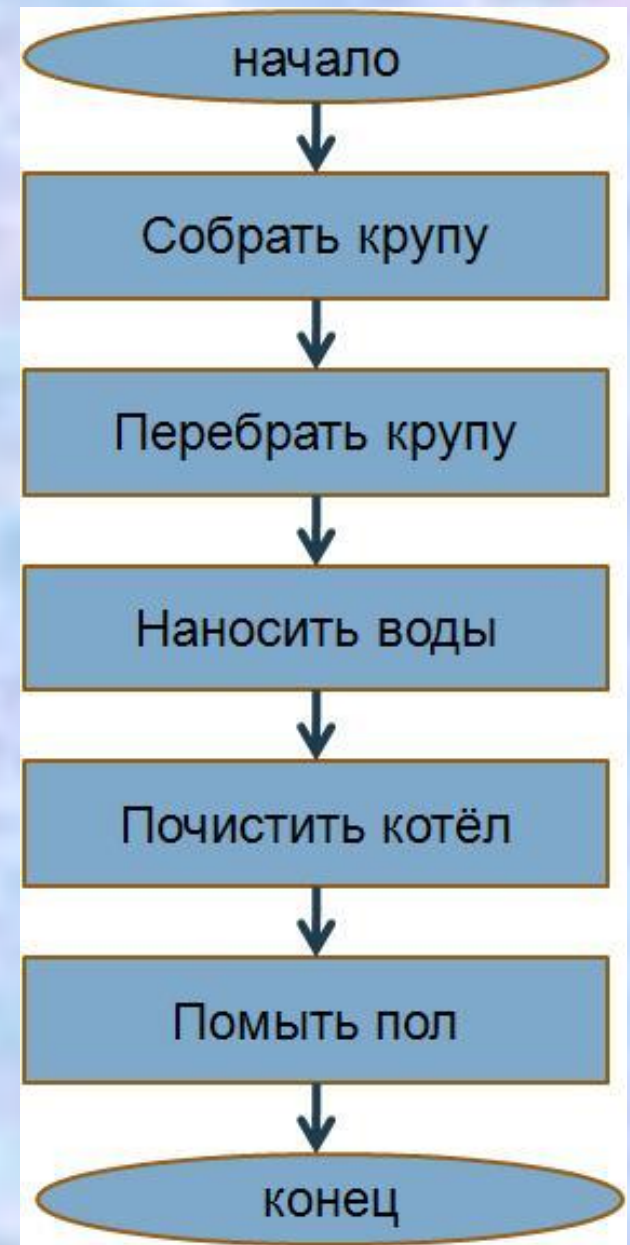 начало
Собрать крупу
Перебрать крупу
Наносить воды
Почистить котёл
Помыть пол
конец